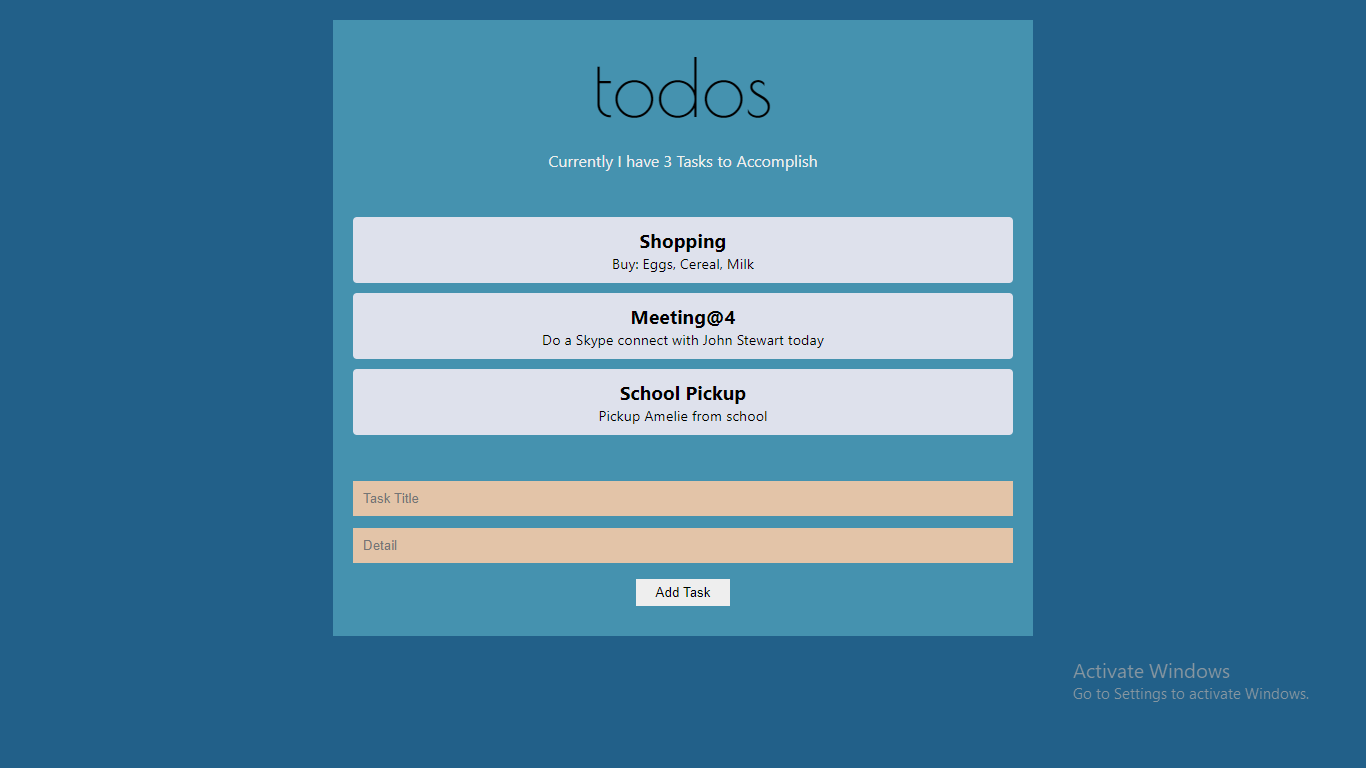 todos
Currently I have 3 Tasks to Accomplish
Shopping
Buy: Eggs, Cereal, Milk
Meeting@4
Do a Skype connect with John Stewart today
School Pickup
Pickup Amelie from school
Task Title
Detail
Add Task
Activate Windows
Go to Settings to activate Windows.